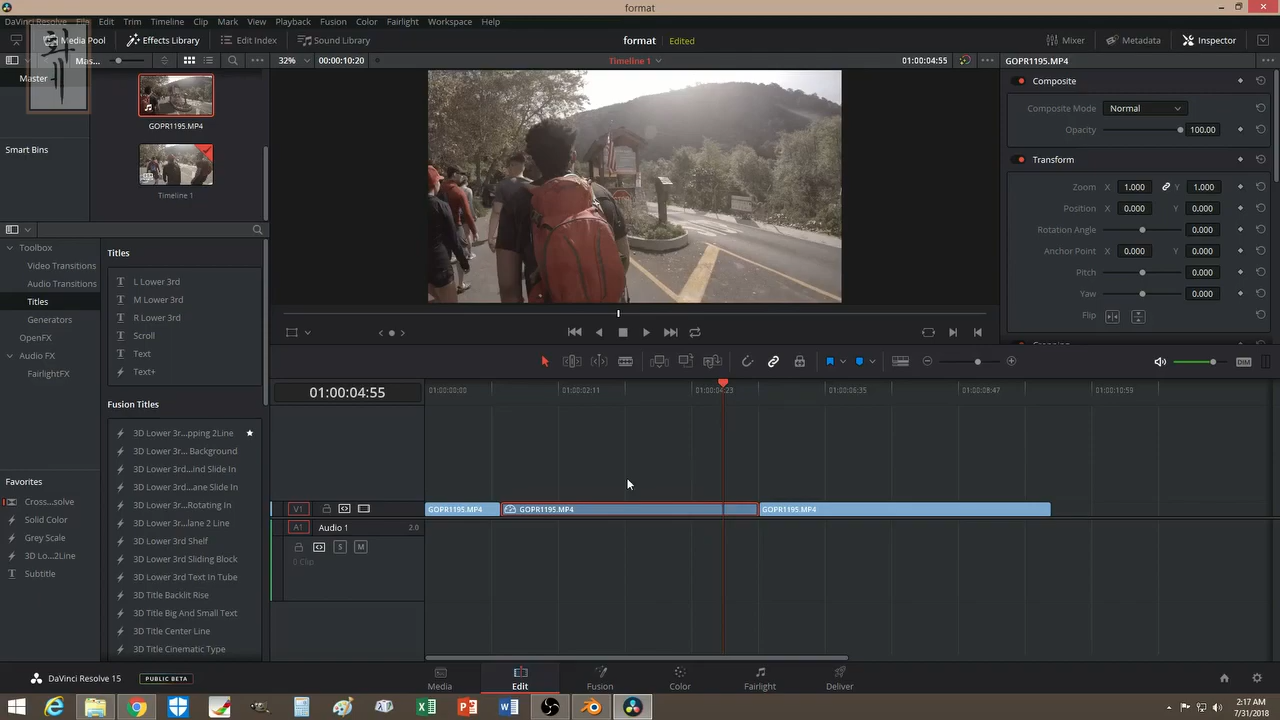 format
DaVinci Resolve File Edit Trim Timeline Clip Mark View Playback Fusion Color Fairlight Workspace Help
Media Pool Effects Library Edit Index Sound Library format Edited Mixer Metadata Inspector
Mas... 32% 00:00:10:20 Timeline 1 01:00:04:55 GOPR1195.MP4
Master
GOPR1195.MP4
Smart Bins
Timeline 1
Composite
Composite Mode Normal
Opacity 100.00
Transform
Zoom X 1.000 Y 1.000
Position X 0.000 Y 0.000
Rotation Angle 0.000
Anchor Point X 0.000 Y 0.000
Pitch 0.000
Yaw 0.000
Flip
Toolbox
Video Transitions
Audio Transitions
Titles
Generators
OpenFX
Audio FX
FairlightFX
Titles
L Lower 3rd
M Lower 3rd
R Lower 3rd
Scroll
Text
Text+
Fusion Titles
3D Lower 3r...pping 2Line
3D Lower 3r... Background
3D Lower 3rd...ind Slide In
3D Lower 3rd...ane Slide In
3D Lower 3r...Rotating In
3D Lower 3r...lane 2 Line
3D Lower 3rd Shelf
3D Lower 3rd Sliding Block
3D Lower 3rd Text In Tube
3D Title Backlit Rise
3D Title Big And Small Text
3D Title Center Line
3D Title Cinematic Type
Favorites
Cross...solve
Solid Color
Grey Scale
3D Lo...2Line
Subtitle
DIM
01:00:04:55 01:00:00:00 01:00:02:11 01:00:04:23 01:00:06:35 01:00:08:47 01:00:10:59
V1 GOPR1195.MP4 GOPR1195.MP4 GOPR1195.MP4
A1 Audio 1 2.0
S M
0 Clip
DaVinci Resolve 15 PUBLIC BETA
Media Edit Fusion Color Fairlight Deliver
2:17 AM
7/31/2018